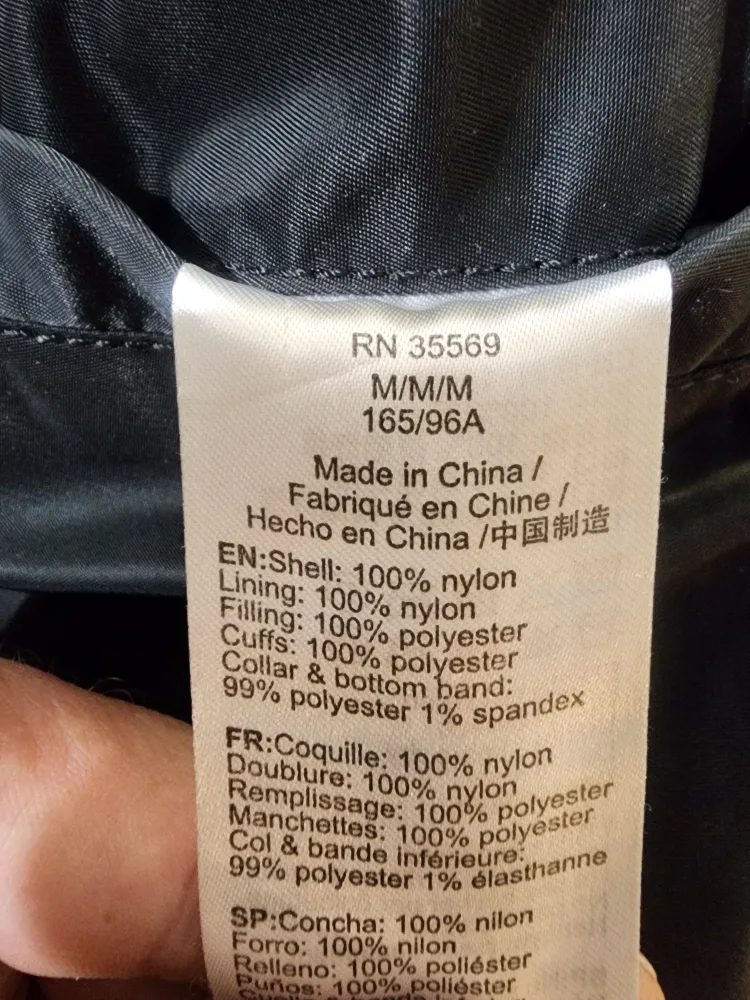 RN 35569
M/M/M
165/96A
Made in China /
Fabriqué en Chine /
Hecho en China /中国制造
EN:Shell: 100% nylon
Lining: 100% nylon
Filling: 100% polyester
Cuffs: 100% polyester
Collar & bottom band:
99% polyester 1% spandex
FR:Coquille: 100% nylon
Doublure: 100% nylon
Remplissage: 100% polyester
Manchettes: 100% polyester
Col & bande inférieure:
99% polyester 1% élasthanne
SP:Concha: 100% nilon
Forro: 100% nilon
Relleno: 100% poliéster
Puños: 100% poliéster